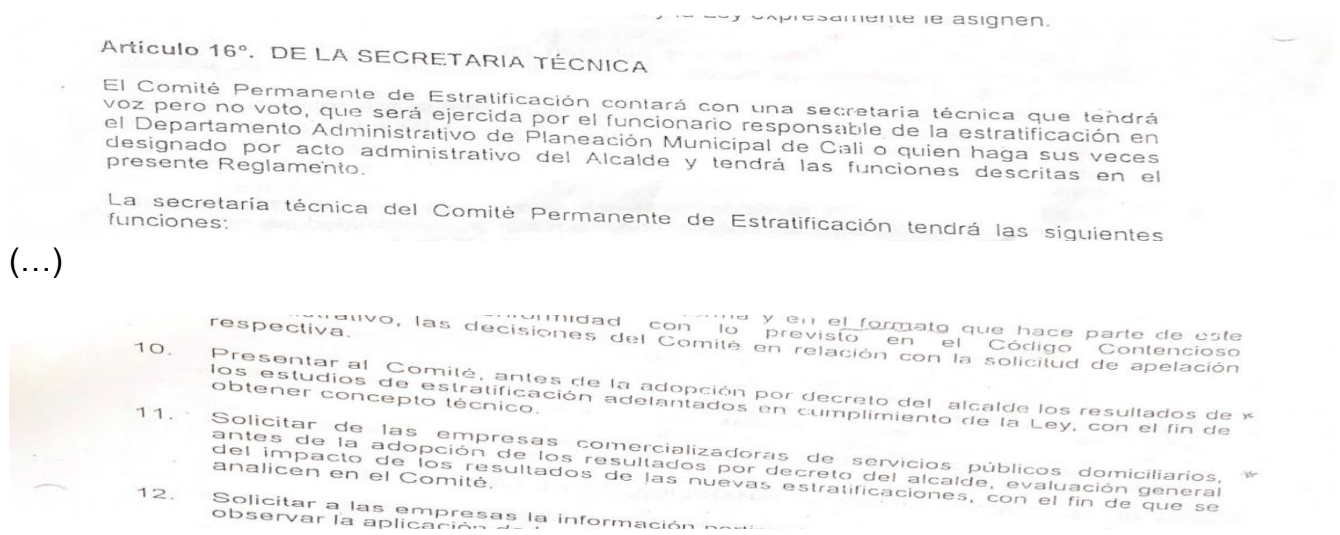 y la Ley expresamente le asignen.
Artículo 16°. DE LA SECRETARIA TÉCNICA
El Comité Permanente de Estratificación contará con una secretaria técnica que tendrá
voz pero no voto, que será ejercida por el funcionario responsable de la estratificación en
el Departamento Administrativo de Planeación Municipal de Cali o quien haga sus veces
designado por acto administrativo del Alcalde y tendrá las funciones descritas en el
presente Reglamento.
La secretaría técnica del Comité Permanente de Estratificación tendrá las siguientes
funciones:
(...)
y en el formato que hace parte de este
conformidad con lo previsto en el Código Contencioso
las decisiones del Comité en relación con la solicitud de apelación
respectiva.
10. Presentar al Comité, antes de la adopción por decreto del alcalde los resultados de *
los estudios de estratificación adelantados en cumplimiento de la Ley, con el fin de
obtener concepto técnico.
11. Solicitar de las empresas comercializadoras de servicios públicos domiciliarios, *
antes de la adopción de los resultados por decreto del alcalde, evaluación general
del impacto de los resultados de las nuevas estratificaciones, con el fin de que se
analicen en el Comité.
12. Solicitar a las empresas la información
observar la aplicación